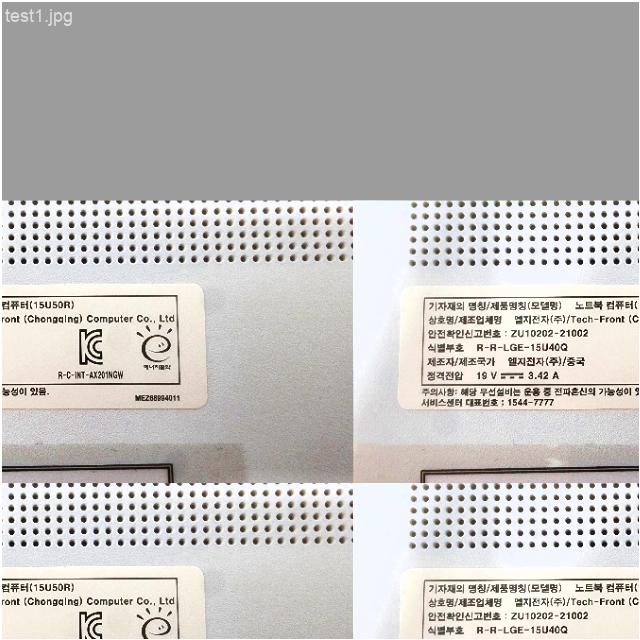 test1.jpg
컴퓨터(15U50R)
ront (Chongqing) Computer Co., Ltd
에너지절약
R-C-INT-AX201NGW
가능성이 있음.
MEZ68994011
기자재의 명칭/제품명칭(모델명) 노트북 컴퓨터(
상호명/제조업체명 엘지전자(주)/Tech-Front (C
안전확인신고번호 : ZU10202-21002
식별부호 R-R-LGE-15U40Q
제조자/제조국가 엘지전자(주)/중국
정격전압 19 V 3.42 A
주의사항: 해당 무선설비는 운용 중 전파혼신의 가능성이 있
서비스센터 대표번호 : 1544-7777
컴퓨터(15U50R)
ront (Chongqing) Computer Co., Ltd
기자재의 명칭/제품명칭(모델명) 노트북 컴퓨터(
상호명/제조업체명 엘지전자(주)/Tech-Front (C
안전확인신고번호 : ZU10202-21002
식별부호 R-R-LGE-15U40Q